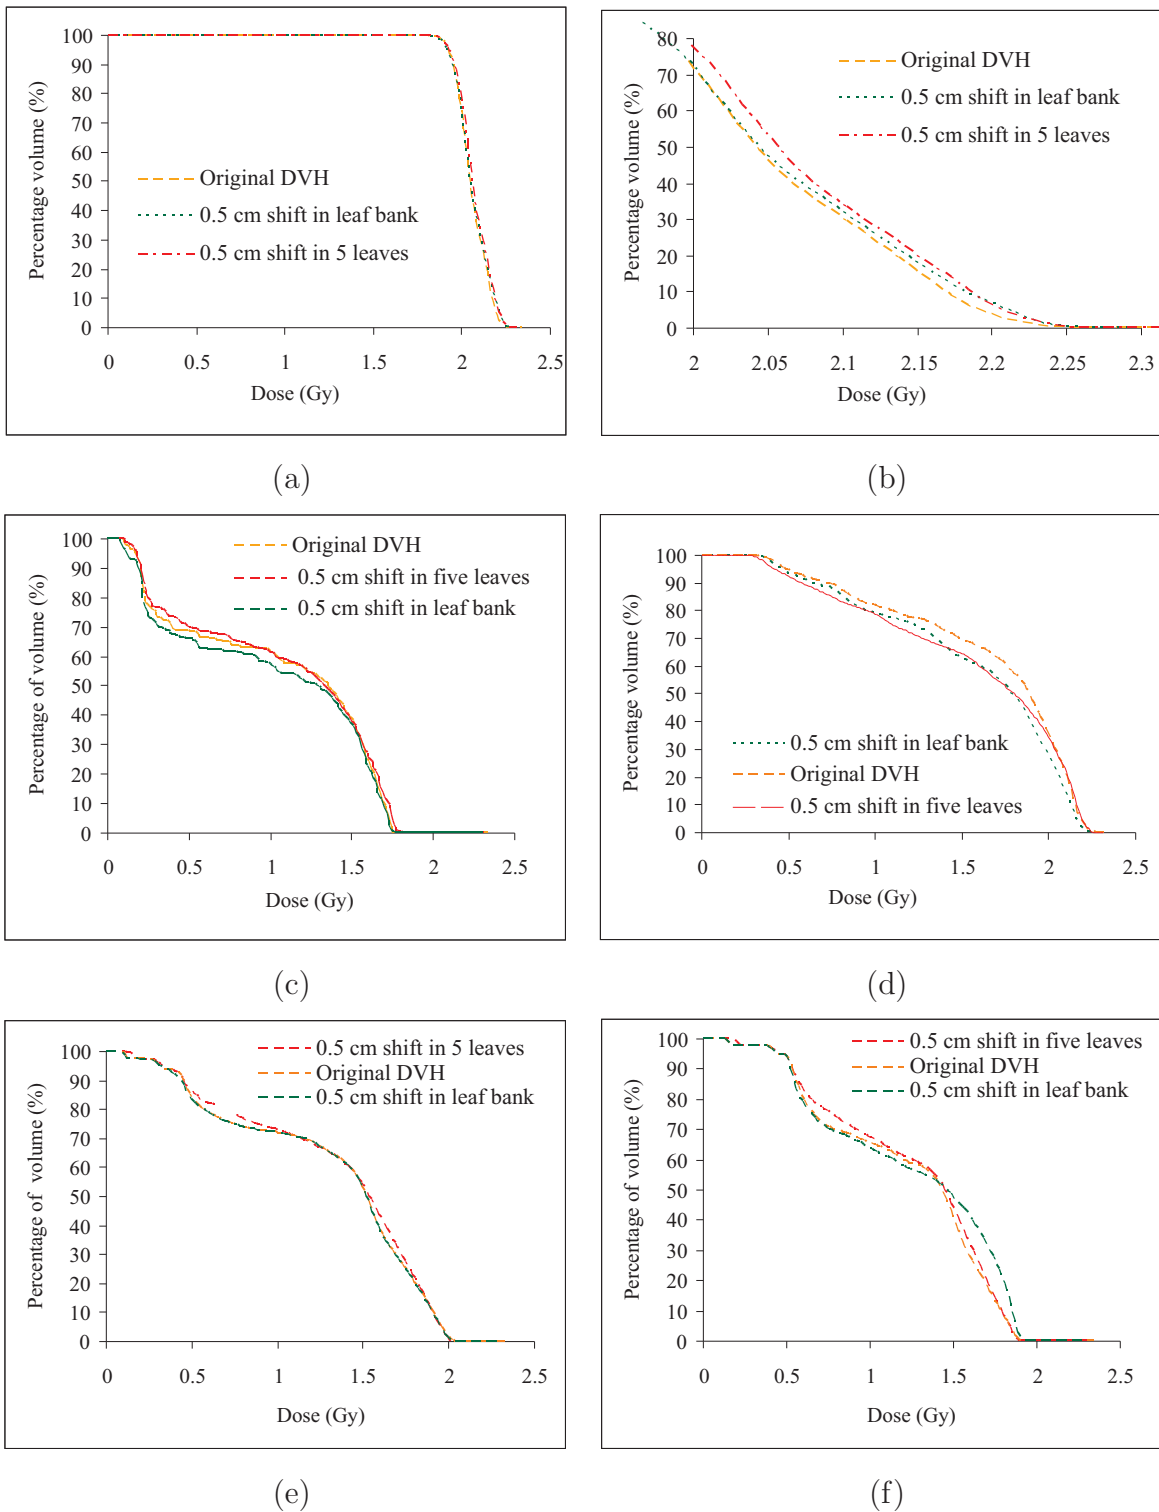 100
90
80
70
60
50
40
30
20
10
0
Percentage volume (%)
Original DVH
0.5 cm shift in leaf bank
0.5 cm shift in 5 leaves
0 0.5 1 1.5 2 2.5
Dose (Gy)
(a)
80
70
60
50
40
30
20
10
0
Percentage volume (%)
Original DVH
0.5 cm shift in leaf bank
0.5 cm shift in 5 leaves
2 2.05 2.1 2.15 2.2 2.25 2.3
Dose (Gy)
(b)
100
90
80
70
60
50
40
30
20
10
0
Percentage of volume (%)
Original DVH
0.5 cm shift in five leaves
0.5 cm shift in leaf bank
0 0.5 1 1.5 2 2.5
Dose (Gy)
(c)
100
90
80
70
60
50
40
30
20
10
0
Percentage volume (%)
0.5 cm shift in leaf bank
Original DVH
0.5 cm shift in five leaves
0 0.5 1 1.5 2 2.5
Dose (Gy)
(d)
100
90
80
70
60
50
40
30
20
10
0
Percentage of volume (%)
0.5 cm shift in 5 leaves
Original DVH
0.5 cm shift in leaf bank
0 0.5 1 1.5 2 2.5
Dose (Gy)
(e)
100
90
80
70
60
50
40
30
20
10
0
Percentage of volume (%)
0.5 cm shift in five leaves
Original DVH
0.5 cm shift in leaf bank
0 0.5 1 1.5 2 2.5
Dose (Gy)
(f)